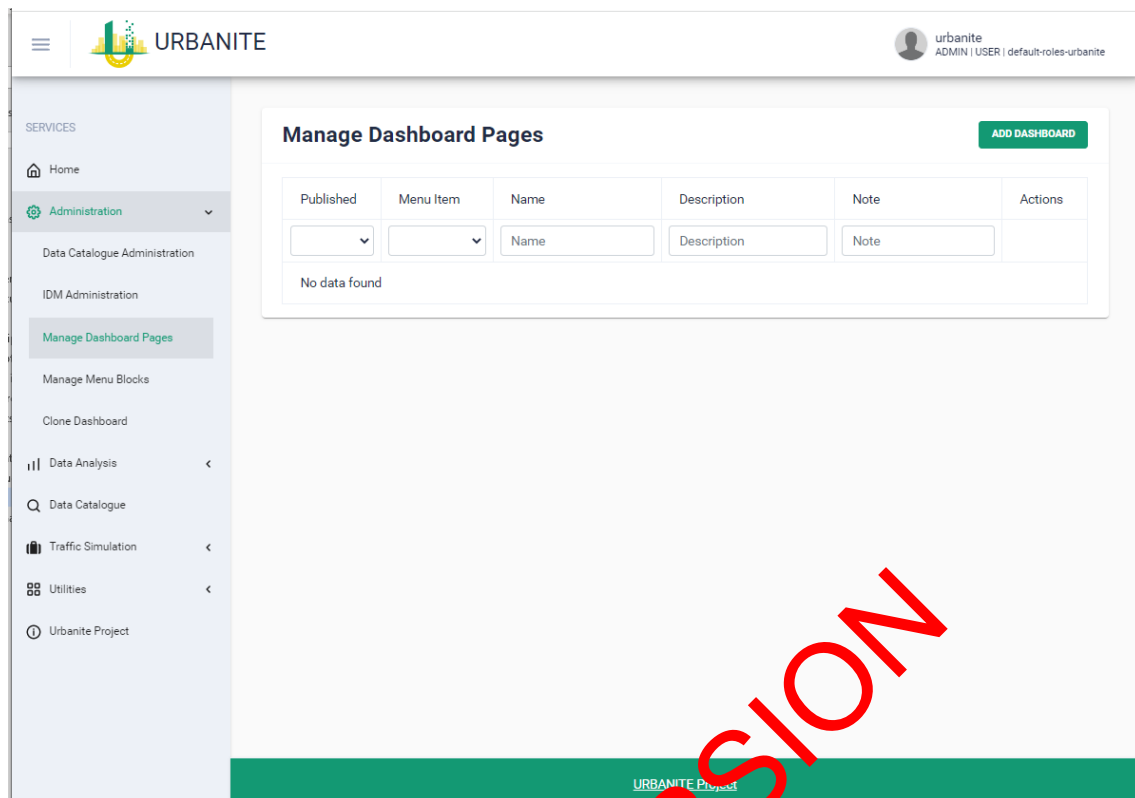 URBANITE
urbanite
ADMIN | USER | default-roles-urbanite
SERVICES
Home
Administration
Data Catalogue Administration
IDM Administration
Manage Dashboard Pages
Manage Menu Blocks
Clone Dashboard
Data Analysis
Data Catalogue
Traffic Simulation
Utilities
Urbanite Project
Manage Dashboard Pages
ADD DASHBOARD
Published Menu Item Name Description Note Actions
Name Description Note
No data found
URBANITE Project
SION